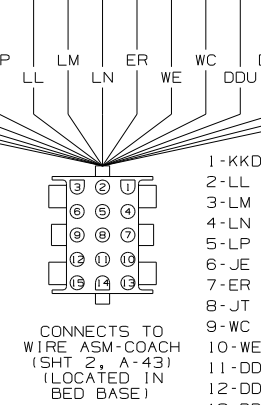 P LM ER WC
LL LN WE DDU
3 2 1
6 5 4
9 8 7
12 11 10
15 14 13
1-KKD
2-LL
3-LM
4-LN
5-LP
6-JE
7-ER
8-JT
9-WC
10-WE
11-DD
12-DD
CONNECTS TO
WIRE ASM-COACH
(SHT 2, A-43)
(LOCATED IN
BED BASE)